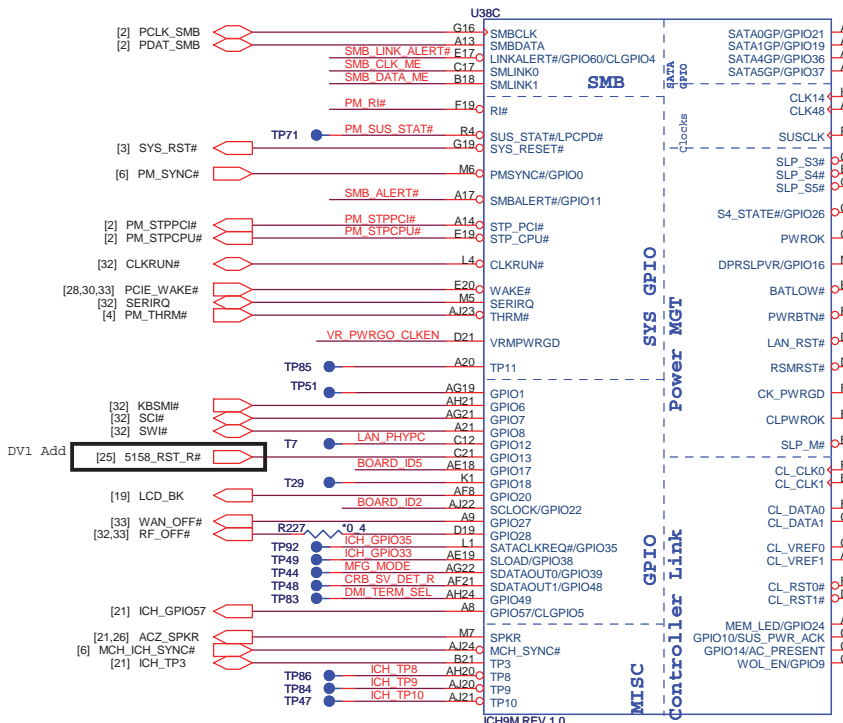 U38C
[2] PCLK_SMB G16 SMBCLK SATA0GP/GPIO21
[2] PDAT_SMB A13 SMBDATA SATA1GP/GPIO19
SMB_LINK_ALERT# E17 LINKALERT#/GPIO60/CLGPIO4 SATA4GP/GPIO36
SMB_CLK_ME C17 SMLINK0 SATA5GP/GPIO37
SMB_DATA_ME B18 SMLINK1
SMB
SATA
GPIO
CLK14
PM_RI# F19 RI# CLK48
Clocks
TP71 PM_SUS_STAT# R4 SUS_STAT#/LPCPD# SUSCLK
[3] SYS_RST# G19 SYS_RESET#
SLP_S3#
[6] PM_SYNC# M6 PMSYNC#/GPIO0 SLP_S4#
SLP_S5#
SMB_ALERT# A17 SMBALERT#/GPIO11
S4_STATE#/GPIO26
[2] PM_STPPCI# PM_STPPCI# A14 STP_PCI#
[2] PM_STPCPU# PM_STPCPU# E19 STP_CPU# PWROK
[32] CLKRUN# L4 CLKRUN# DPRSLPVR/GPIO16
[28,30,33] PCIE_WAKE# E20 WAKE# BATLOW#
[32] SERIRQ M5 SERIRQ
[4] PM_THRM# AJ23 THRM# PWRBTN#
SYS GPIO
Power MGT
VR_PWRGO_CLKEN D21 VRMPWRGD LAN_RST#
TP85 A20 TP11 RSMRST#
TP51 AG19 GPIO1 CK_PWRGD
[32] KBSMI# AH21 GPIO6
[32] SCI# AG21 GPIO7 CLPWROK
[32] SWI# A21 GPIO8
T7 LAN_PHYPC C12 GPIO12 SLP_M#
DV1 Add [25] 5158_RST_R# C21 GPIO13
BOARD_ID5 AE18 GPIO17 CL_CLK0
T29 K1 GPIO18 CL_CLK1
[19] LCD_BK AF8 GPIO20
BOARD_ID2 AJ22 SCLOCK/GPIO22 CL_DATA0
[33] WAN_OFF# A9 GPIO27 CL_DATA1
[32,33] RF_OFF# R227 *0_4 D19 GPIO28
TP92 ICH_GPIO35 L1 SATACLKREQ#/GPIO35 CL_VREF0
TP49 ICH_GPIO33 AE19 SLOAD/GPIO38 CL_VREF1
TP44 MFG_MODE AG22 SDATAOUT0/GPIO39
TP48 CRB_SV_DET_R AF21 SDATAOUT1/GPIO48 CL_RST0#
TP83 DMI_TERM_SEL AH24 GPIO49 CL_RST1#
[21] ICH_GPIO57 A8 GPIO57/CLGPIO5
GPIO
Controller Link
MEM_LED/GPIO24
[21,26] ACZ_SPKR M7 SPKR GPIO10/SUS_PWR_ACK
[6] MCH_ICH_SYNC# AJ24 MCH_SYNC# GPIO14/AC_PRESENT
[21] ICH_TP3 B21 TP3 WOL_EN/GPIO9
TP86 ICH_TP8 AH20 TP8
TP84 ICH_TP9 AJ20 TP9
TP47 ICH_TP10 AJ21 TP10
MISC
ICH9M REV 1.0